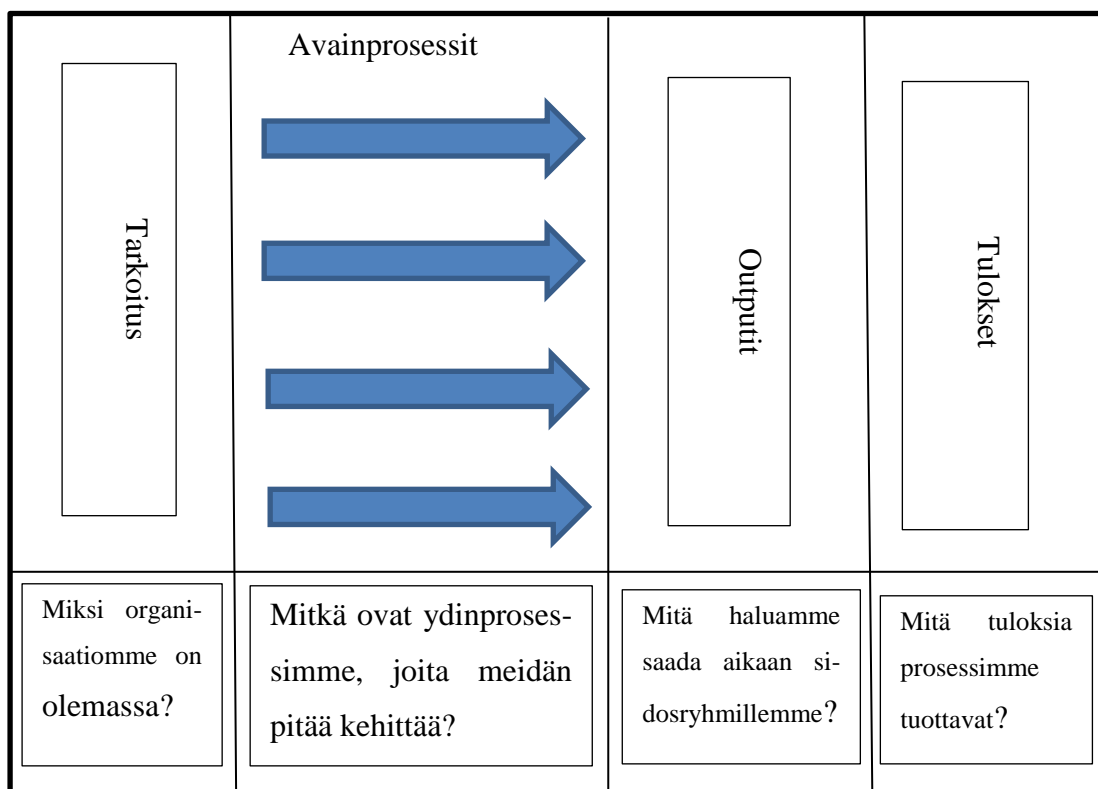 Avainprosessit
Tarkoitus
Outputit
Tulokset
Miksi organi-
saatiomme on
olemassa?
Mitkä ovat ydinproses-
simme, joita meidän
pitää kehittää?
Mitä haluamme
saada aikaan si-
dosryhmillemme?
Mitä tuloksia
prosessimme
tuottavat?